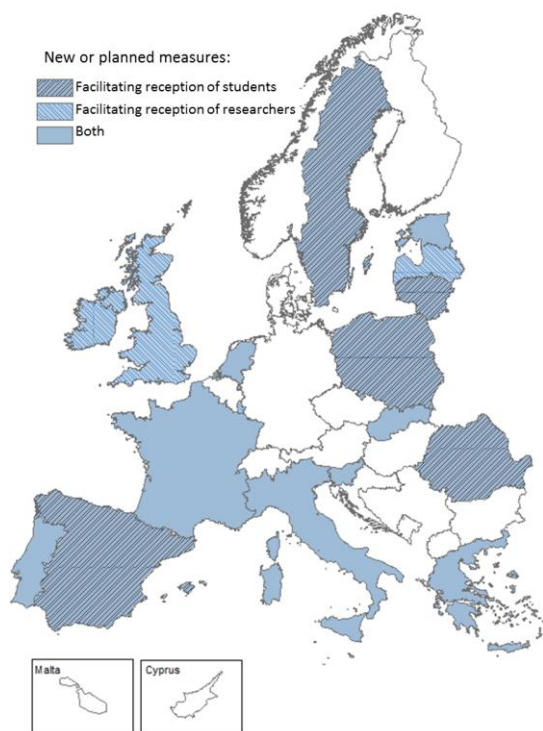 New or planned measures:
Facilitating reception of students
Facilitating reception of researchers
Both
Malta
Cyprus